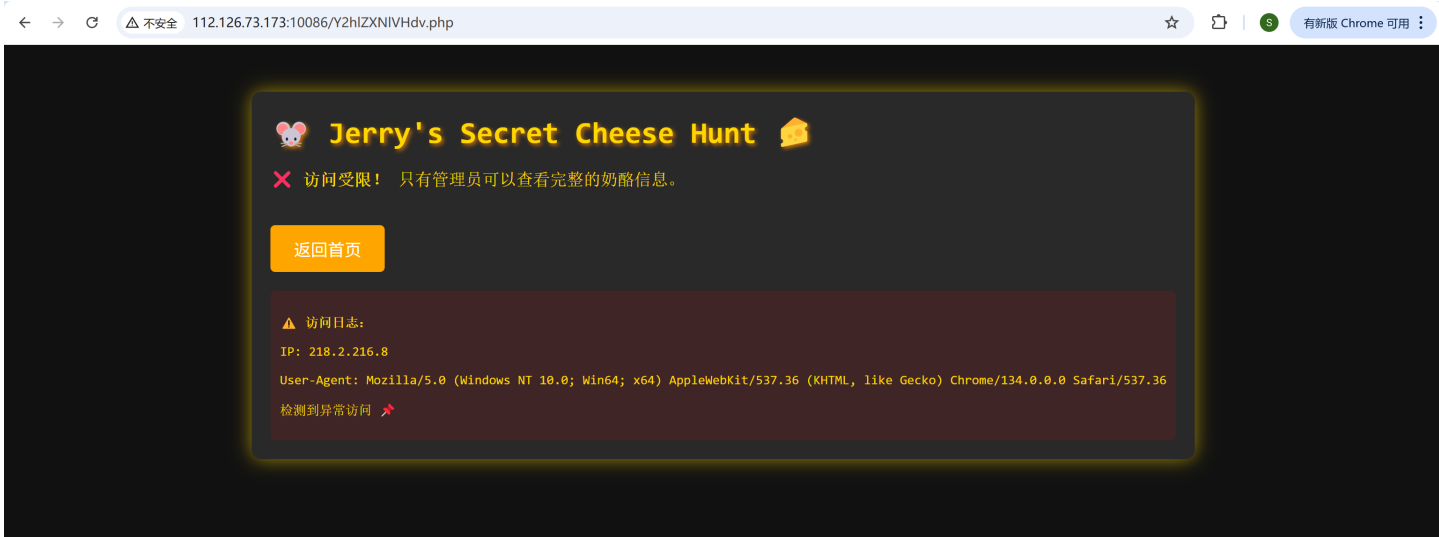 不安全 112.126.73.173:10086/Y2hlZXNlVHdv.php S 有新版 Chrome 可用
Jerry's Secret Cheese Hunt
访问受限! 只有管理员可以查看完整的奶酪信息。
返回首页
访问日志:
IP: 218.2.216.8
User-Agent: Mozilla/5.0 (Windows NT 10.0; Win64; x64) AppleWebKit/537.36 (KHTML, like Gecko) Chrome/134.0.0.0 Safari/537.36
检测到异常访问